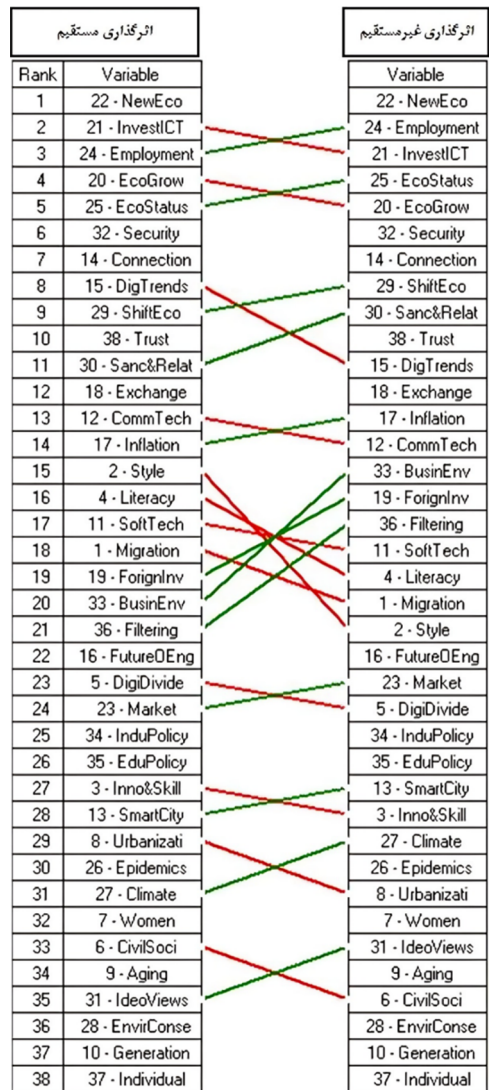 اثرگذاری مستقیم اثرگذاری غیرمستقیم
Rank Variable Variable
1 22 - NewEco 22 - NewEco
2 21 - InvestICT 24 - Employment
3 24 - Employment 21 - InvestICT
4 20 - EcoGrow 25 - EcoStatus
5 25 - EcoStatus 20 - EcoGrow
6 32 - Security 32 - Security
7 14 - Connection 14 - Connection
8 15 - DigTrends 29 - ShiftEco
9 29 - ShiftEco 30 - Sanc&Relat
10 38 - Trust 38 - Trust
11 30 - Sanc&Relat 15 - DigTrends
12 18 - Exchange 18 - Exchange
13 12 - CommTech 17 - Inflation
14 17 - Inflation 12 - CommTech
15 2 - Style 33 - BusinEnv
16 4 - Literacy 19 - ForignInv
17 11 - SoftTech 36 - Filtering
18 1 - Migration 11 - SoftTech
19 19 - ForignInv 4 - Literacy
20 33 - BusinEnv 1 - Migration
21 36 - Filtering 2 - Style
22 16 - FutureOEng 16 - FutureOEng
23 5 - DigiDivide 23 - Market
24 23 - Market 5 - DigiDivide
25 34 - InduPolicy 34 - InduPolicy
26 35 - EduPolicy 35 - EduPolicy
27 3 - Inno&Skill 13 - SmartCity
28 13 - SmartCity 3 - Inno&Skill
29 8 - Urbanizati 27 - Climate
30 26 - Epidemics 26 - Epidemics
31 27 - Climate 8 - Urbanizati
32 7 - Women 7 - Women
33 6 - CivilSoci 31 - IdeoViews
34 9 - Aging 9 - Aging
35 31 - IdeoViews 6 - CivilSoci
36 28 - EnvirConse 28 - EnvirConse
37 10 - Generation 10 - Generation
38 37 - Individual 37 - Individual